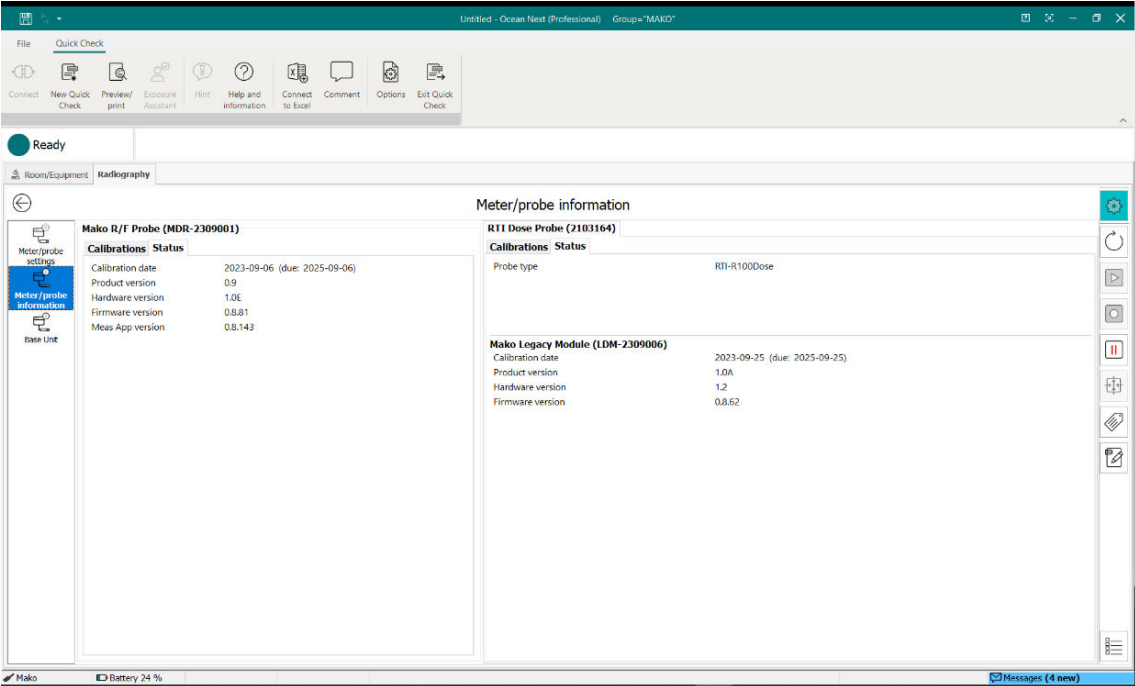 Untitled - Ocean Next (Professional) Group="MAKO"
File Quick Check
Connect
New Quick Check
Preview/ print
Exposure Assistant
Hint
Help and information
Connect to Excel
Comment
Options
Exit Quick Check
Ready
Room/Equipment Radiography
Meter/probe information
Meter/probe settings
Meter/probe information
Base Unit
Mako R/F Probe (MDR-2309001)
Calibrations Status
Calibration date 2023-09-06 (due: 2025-09-06)
Product version 0.9
Hardware version 1.0E
Firmware version 0.8.81
Meas App version 0.8.143
RTI Dose Probe (2103164)
Calibrations Status
Probe type RTI-R100Dose
Mako Legacy Module (LDM-2309006)
Calibration date 2023-09-25 (due: 2025-09-25)
Product version 1.0A
Hardware version 1.2
Firmware version 0.8.62
Mako Battery 24 % Messages (4 new)